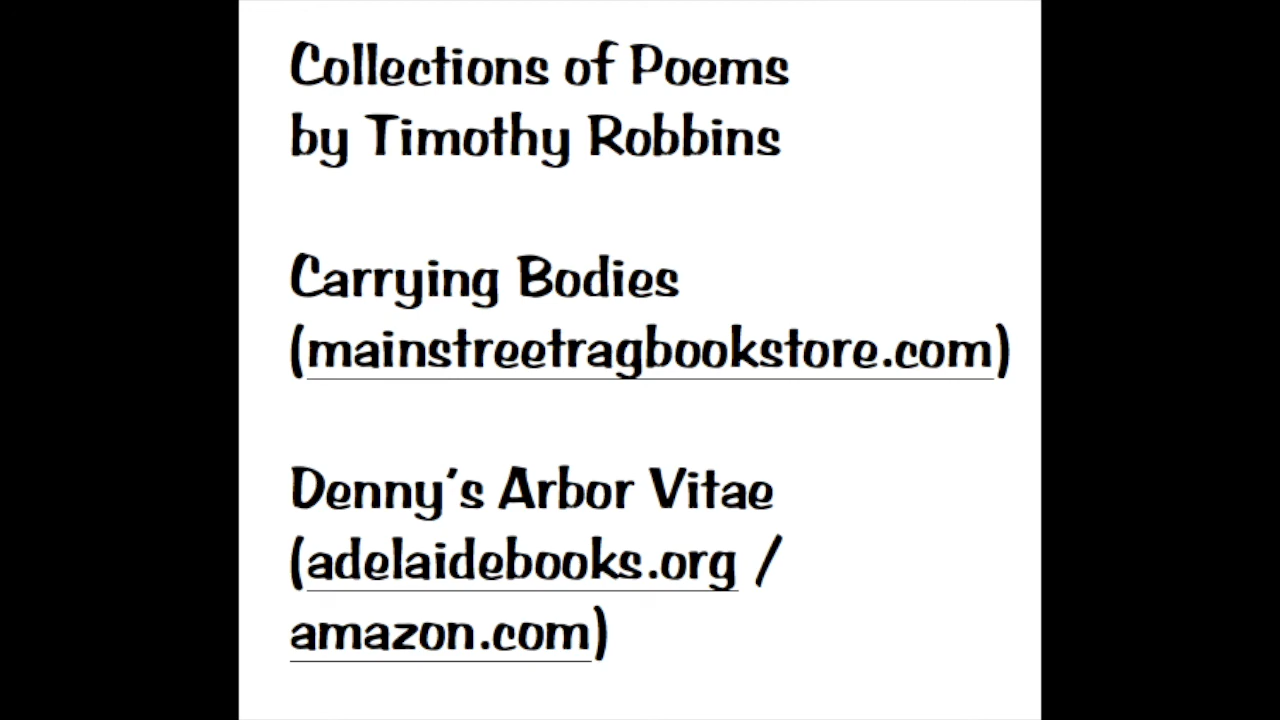 Collections of Poems
by Timothy Robbins
Carrying Bodies
(mainstreetragbookstore.com)
Denny's Arbor Vitae
(adelaidebooks.org /
amazon.com)